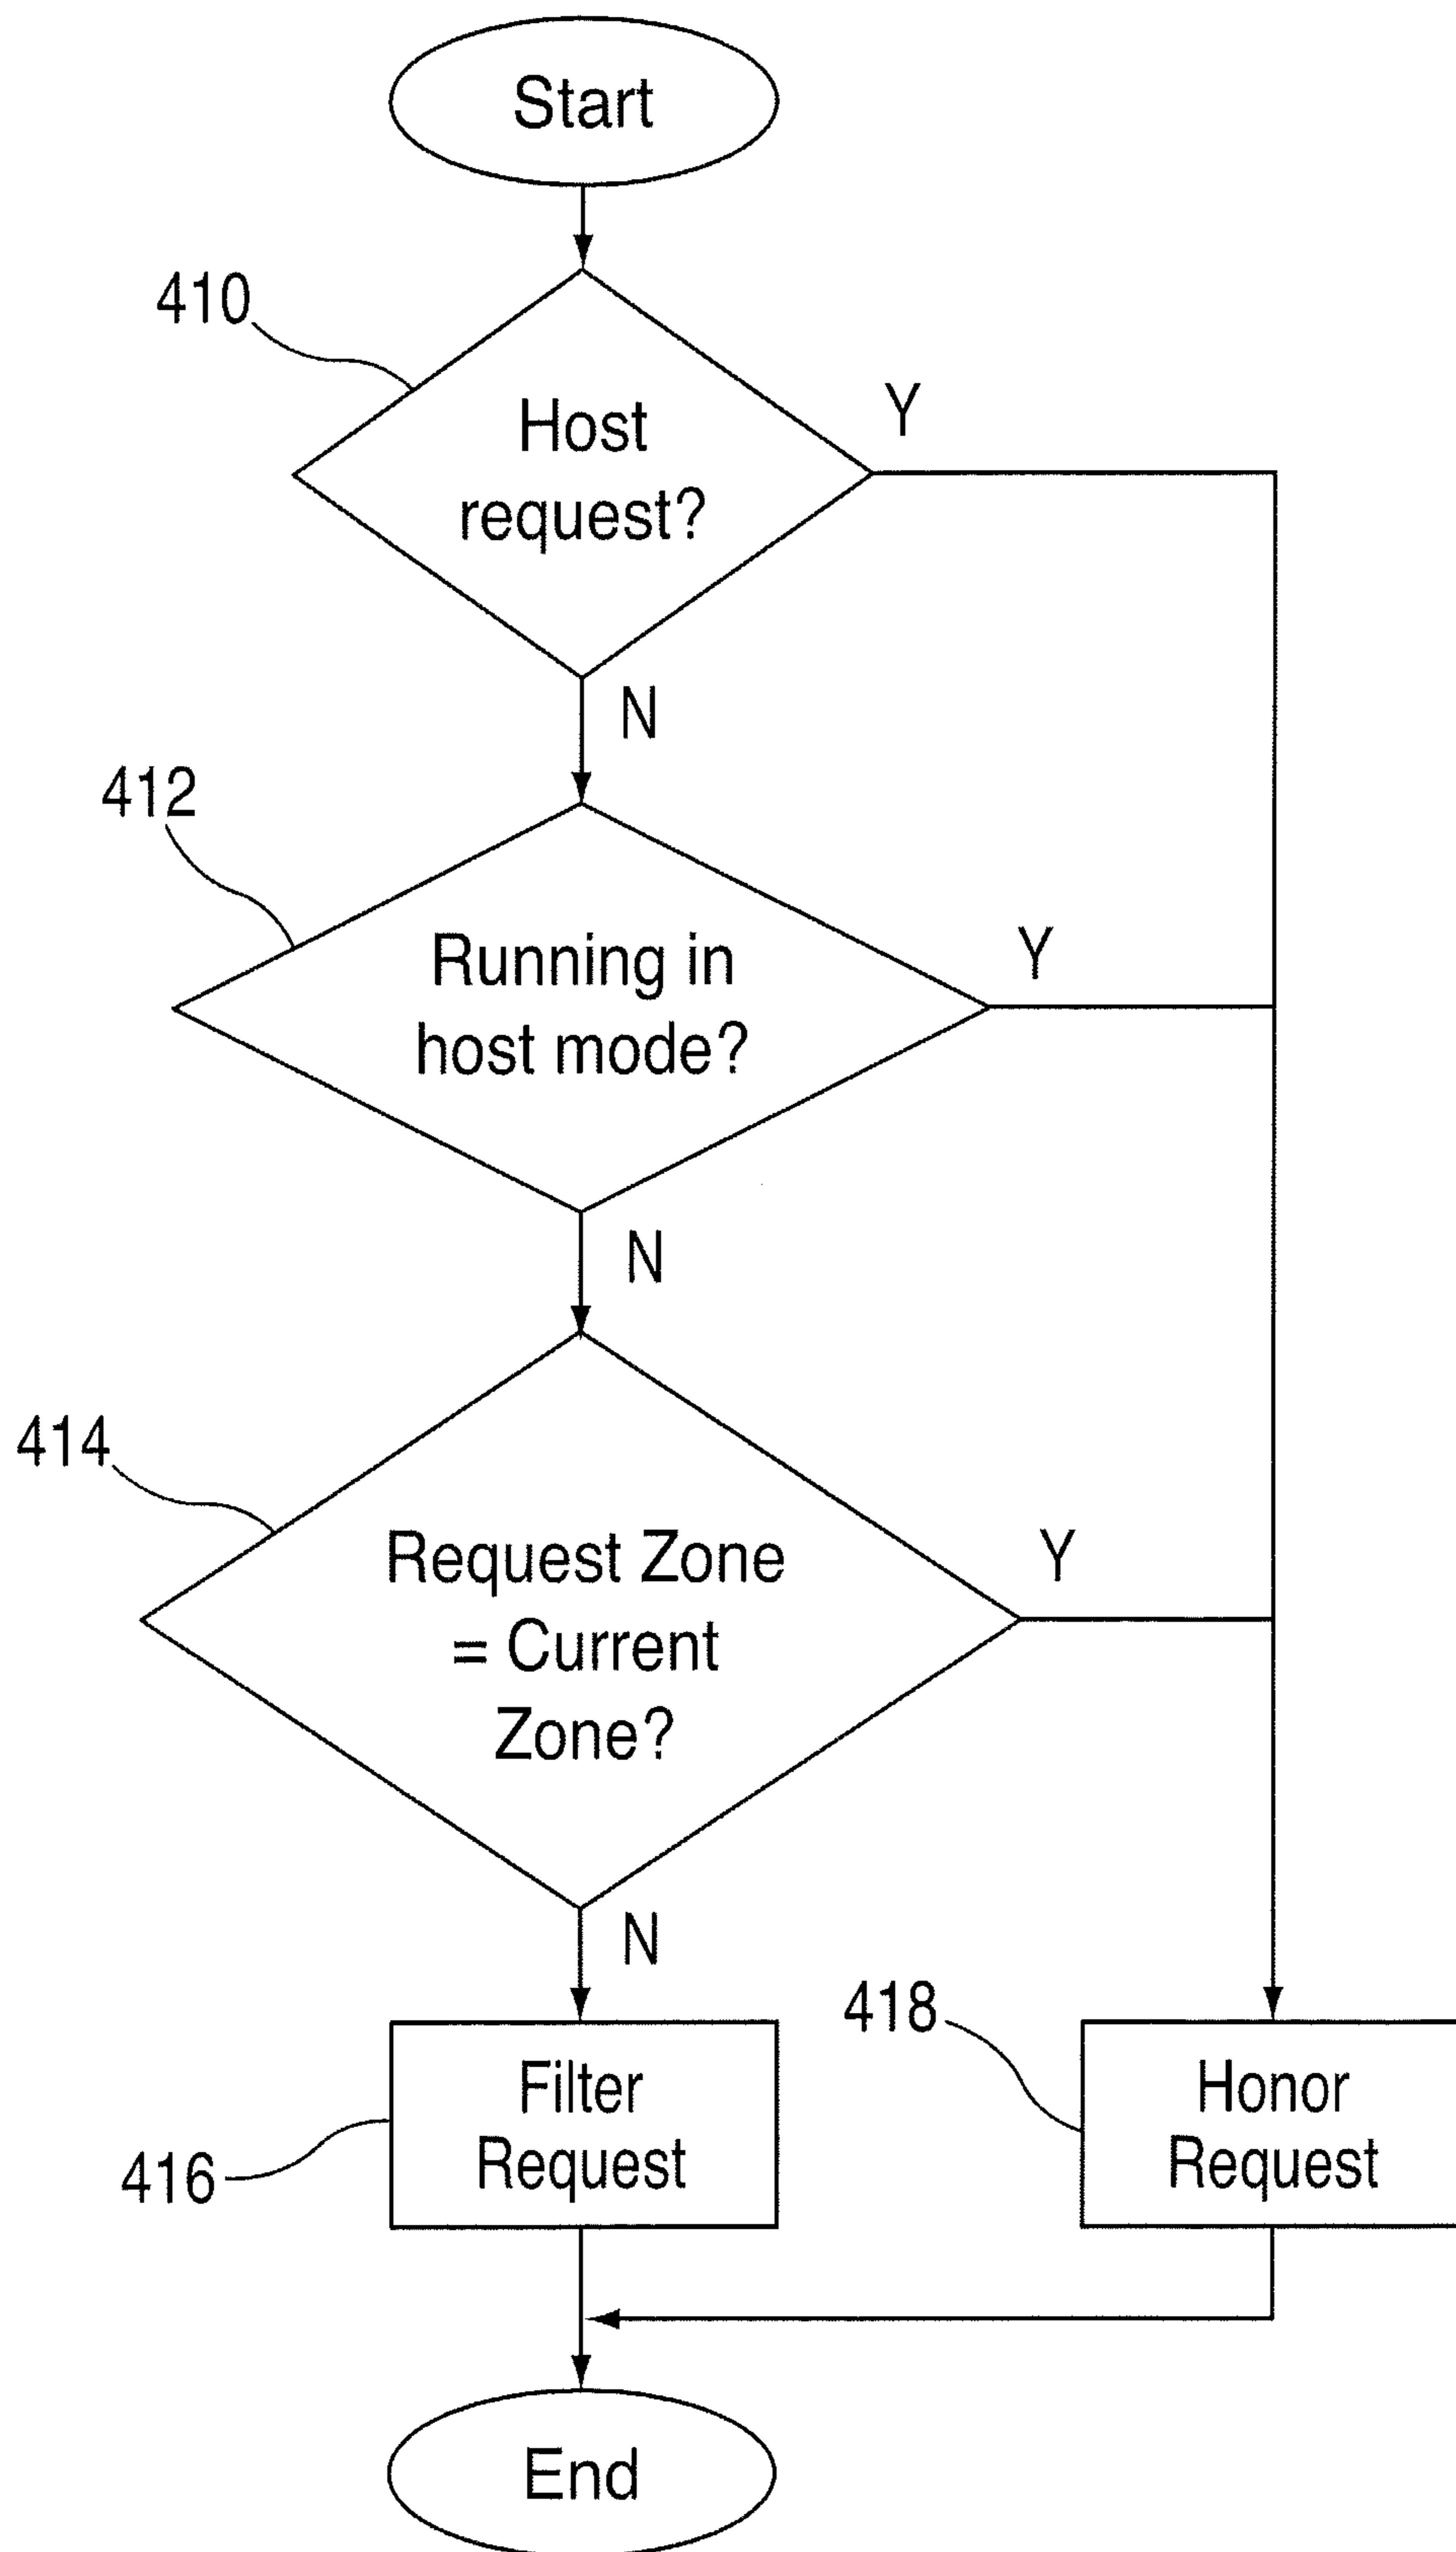 Start
410
Host
request?
Y
N
412
Running in
host mode?
Y
N
414
Request Zone
= Current
Zone?
Y
N
416
Filter
Request
418
Honor
Request
End